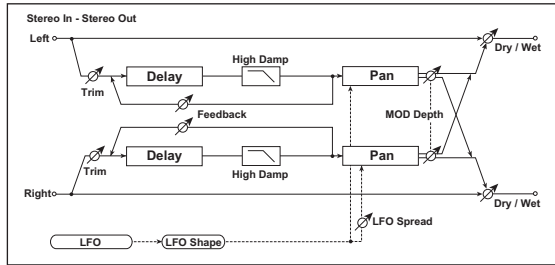 Stereo In - Stereo Out
Left
Dry / Wet
High Damp
Delay
Pan
Trim
Feedback
MOD Depth
Delay
Pan
High Damp
Trim
Right
Dry / Wet
LFO Spread
LFO
LFO Shape